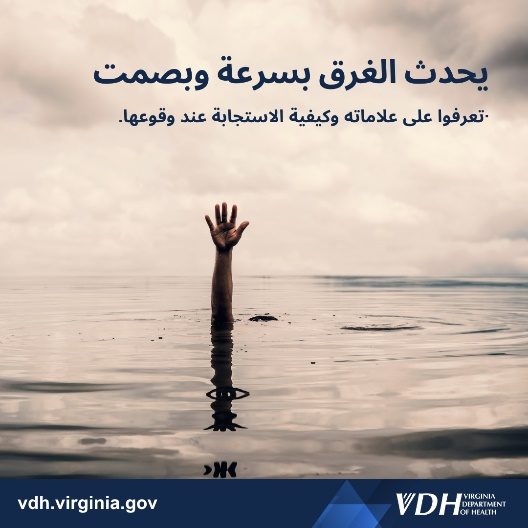 يحدث الغرق بسرعة وبصمت
·تعرفوا على علاماته وكيفية الاستجابة عند وقوعها.
vdh.virginia.gov
VDH VIRGINIA
DEPARTMENT
OF HEALTH